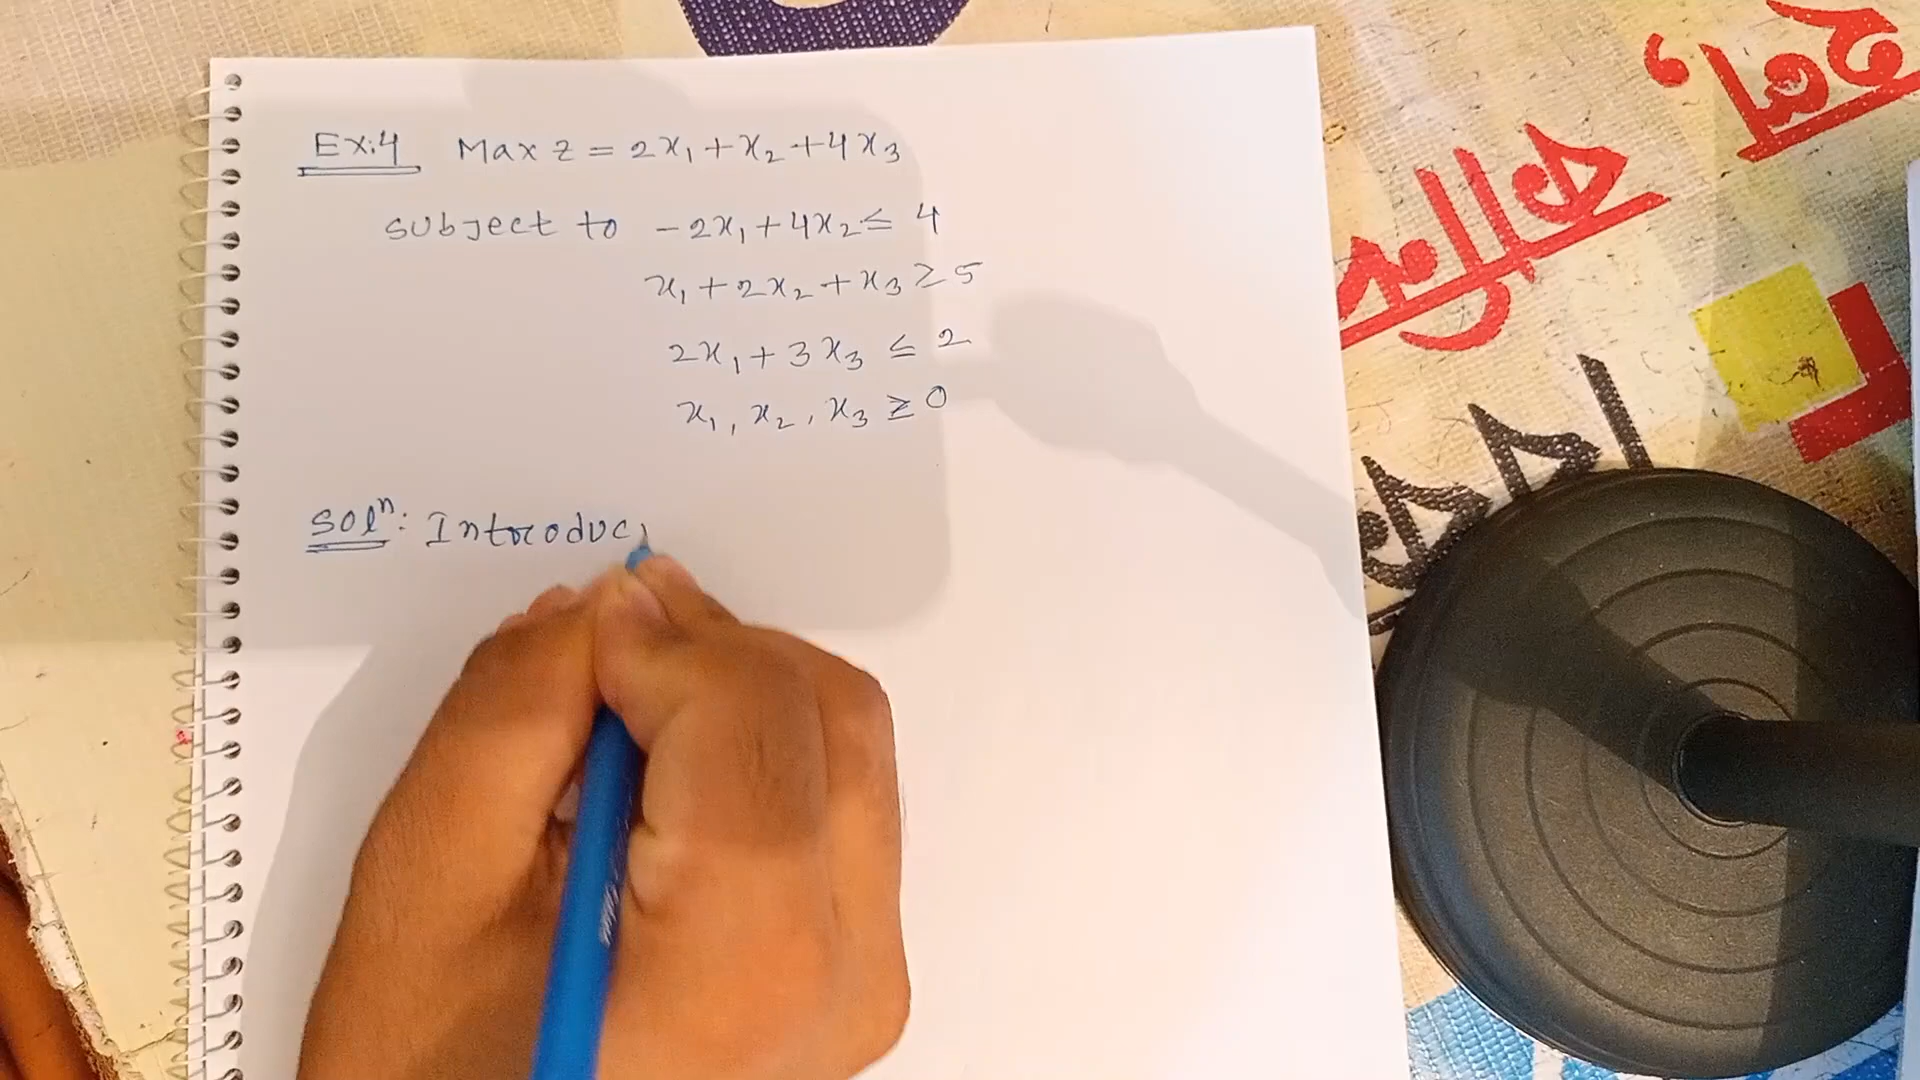 Ex:4 Max z = 2x₁ + x₂ + 4x₃
subject to -2x₁ + 4x₂ ≤ 4
x₁ + 2x₂ + x₃ ≥ 5
2x₁ + 3x₃ ≤ 2
x₁, x₂, x₃ ≥ 0
Solⁿ: Introduci